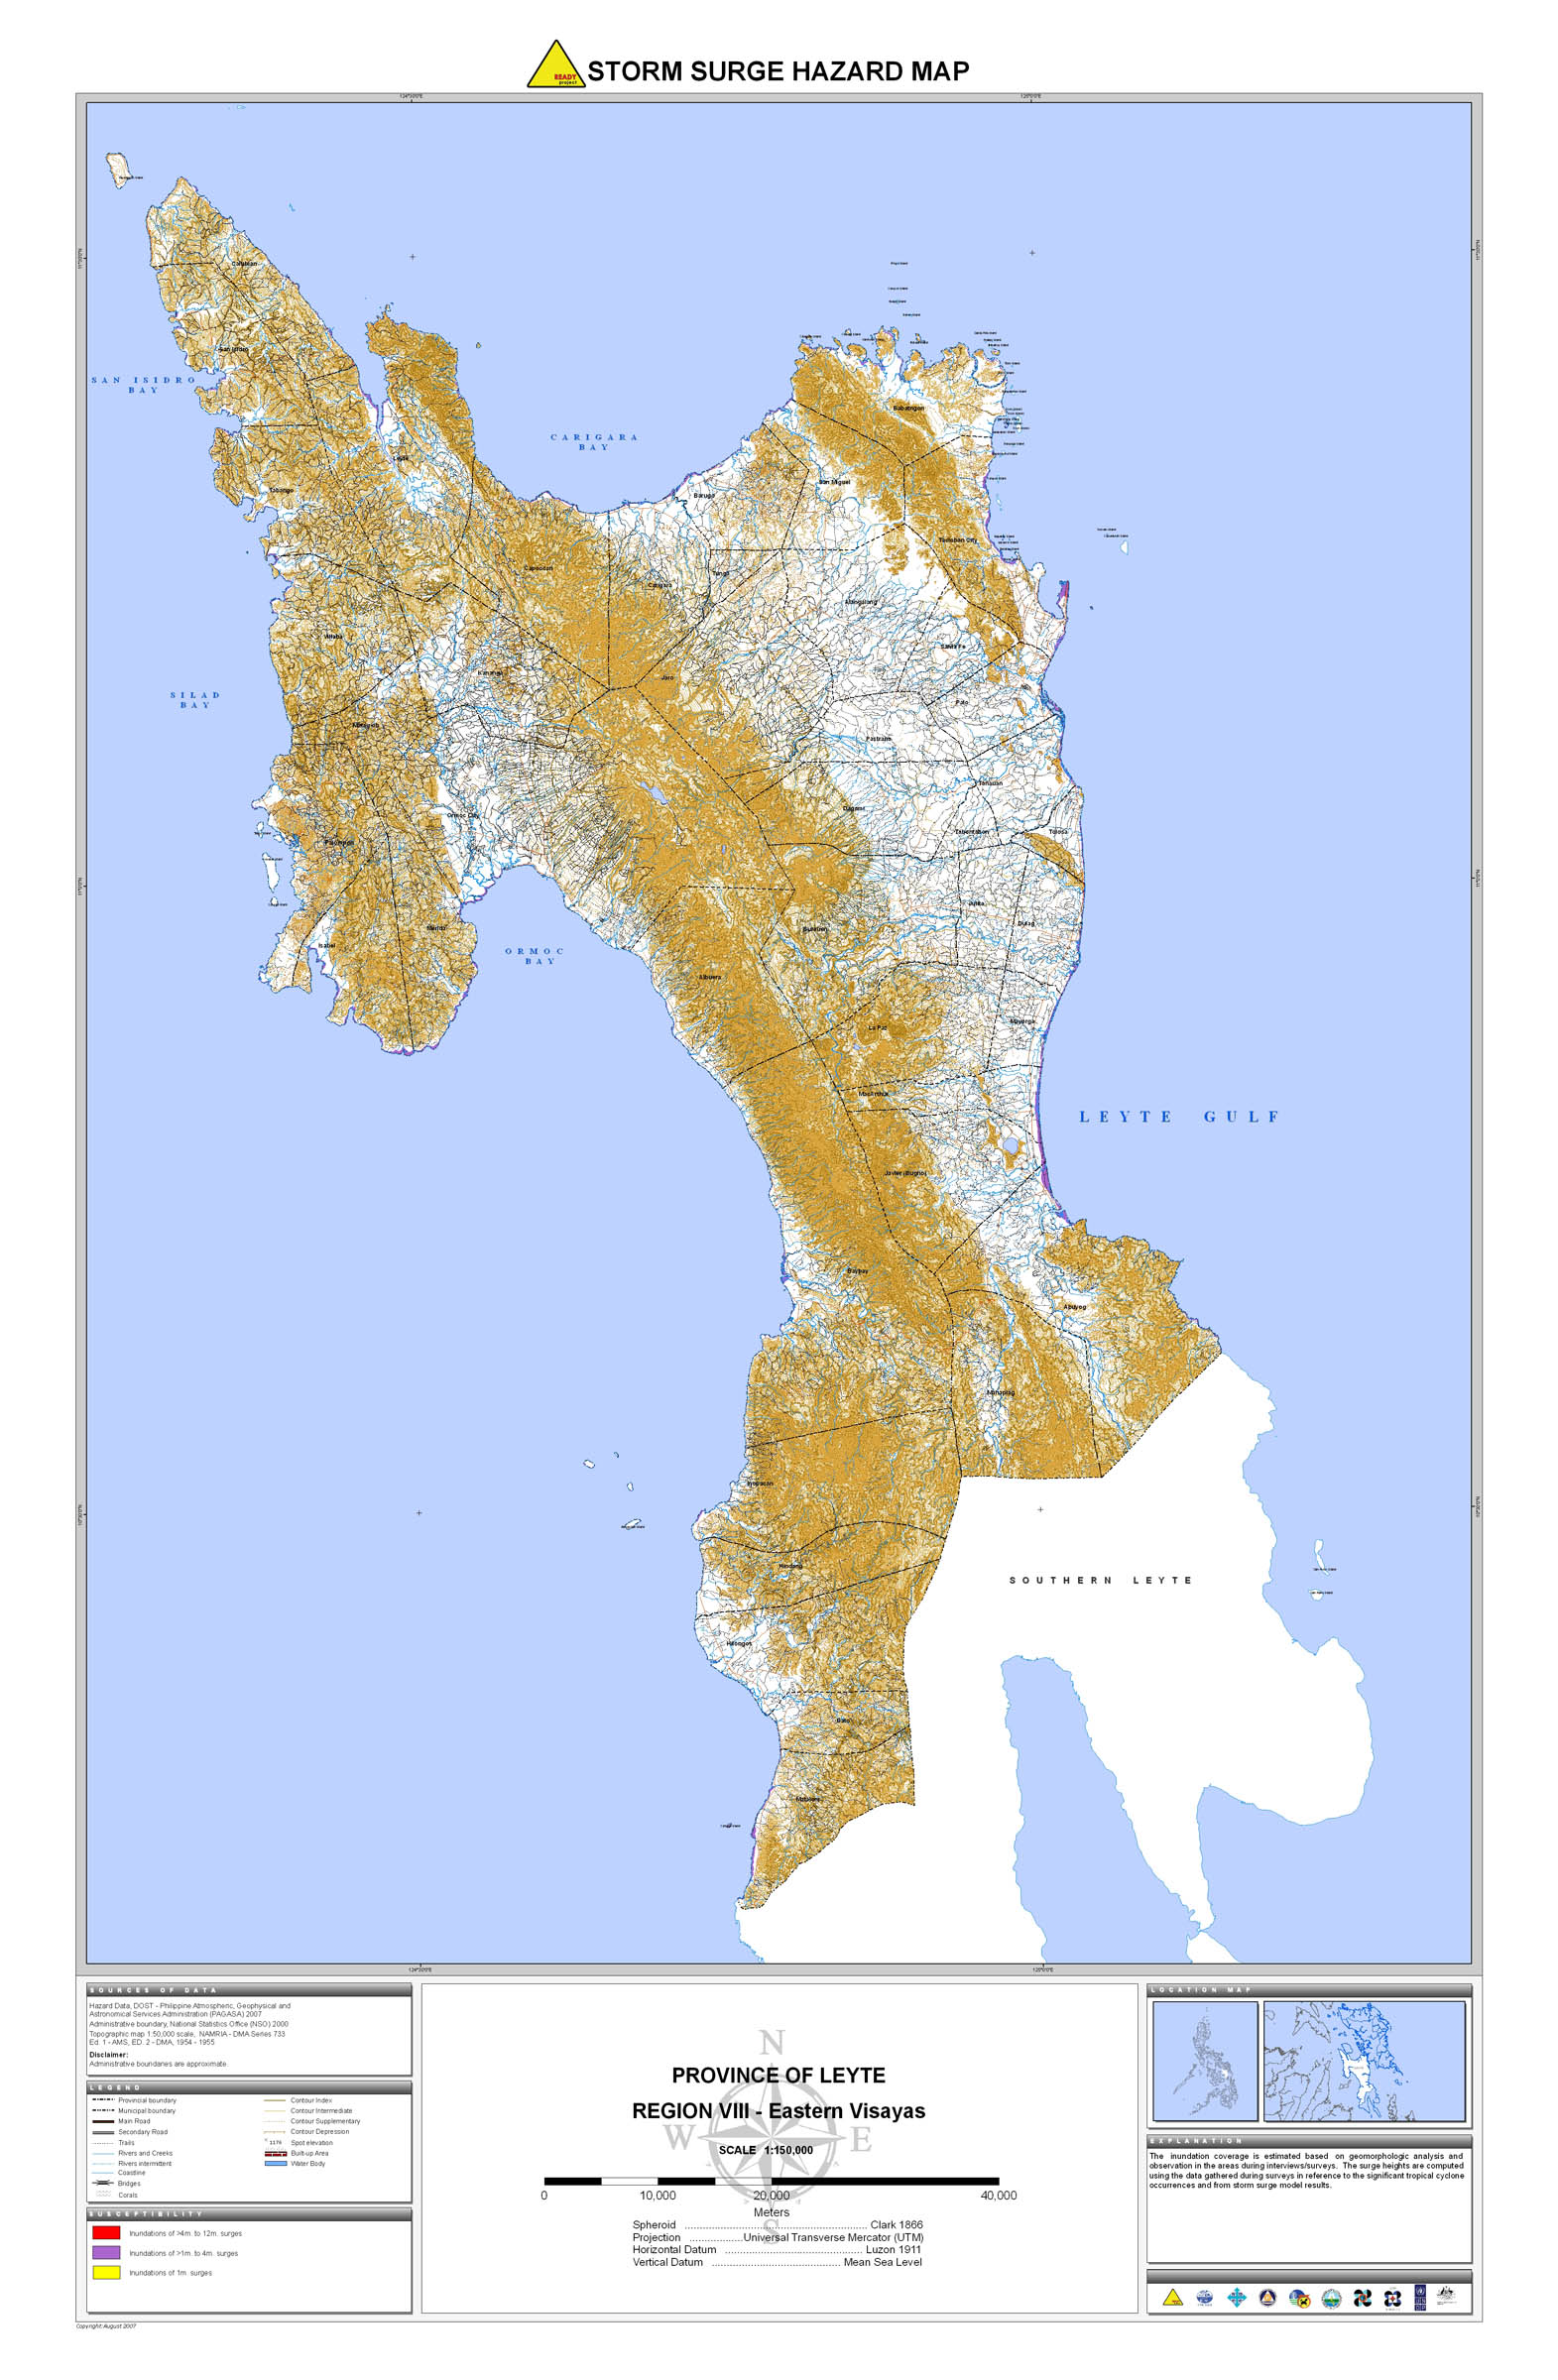 READY
project
STORM SURGE HAZARD MAP
Calubian
San Isidro
SAN ISIDRO
BAY
CARIGARA
BAY
Babatngon
Leyte
San Miguel
Tabango
Barugo
Tacloban City
Capoocan
Tunga
Carigara
Alangalang
Villaba
Santa Fe
Kananga
Jaro
SILAD
BAY
Palo
Matag-ob
Pastrana
Tanauan
Dagami
Ormoc City
Tabontabon
Tolosa
Palompon
Julita
Dulag
Merida
Burauen
Isabel
ORMOC
BAY
Albuera
Mayorga
La Paz
MacArthur
LEYTE GULF
Javier (Bugho)
Baybay
Abuyog
Mahaplag
Inopacan
Hindang
SOUTHERN LEYTE
Hilongos
Bato
Matalom
SOURCES OF DATA
Hazard Data, DOST - Philippine Atmospheric, Geophysical and
Astronomical Services Administration (PAGASA) 2007
Administrative boundary, National Statistics Office (NSO) 2000
Topographic map 1:50,000 scale, NAMRIA - DMA Series 733
Ed. 1 - AMS, ED. 2 - DMA, 1954 - 1955
Disclaimer:
Administrative boundaries are approximate.
LEGEND
Provincial boundary
Municipal boundary
Main Road
Secondary Road
Trails
Rivers and Creeks
Rivers intermittent
Coastline
Bridges
Corals
Contour Index
Contour Intermediate
Contour Supplementary
Contour Depression
1170 Spot elevation
Built-up Area
Water Body
SUSCEPTIBILITY
Inundations of >4m. to 12m. surges
Inundations of >1m. to 4m. surges
Inundations of 1m. surges
N
PROVINCE OF LEYTE
REGION VIII - Eastern Visayas
W E
SCALE 1:150,000
0 10,000 20,000 40,000
Meters
S
Spheroid Clark 1866
Projection Universal Transverse Mercator (UTM)
Horizontal Datum Luzon 1911
Vertical Datum Mean Sea Level
LOCATION MAP
EXPLANATION
The inundation coverage is estimated based on geomorphologic analysis and
observation in the areas during interviews/surveys. The surge heights are computed
using the data gathered during surveys in reference to the significant tropical cyclone
occurrences and from storm surge model results.
Copyright: August 2007